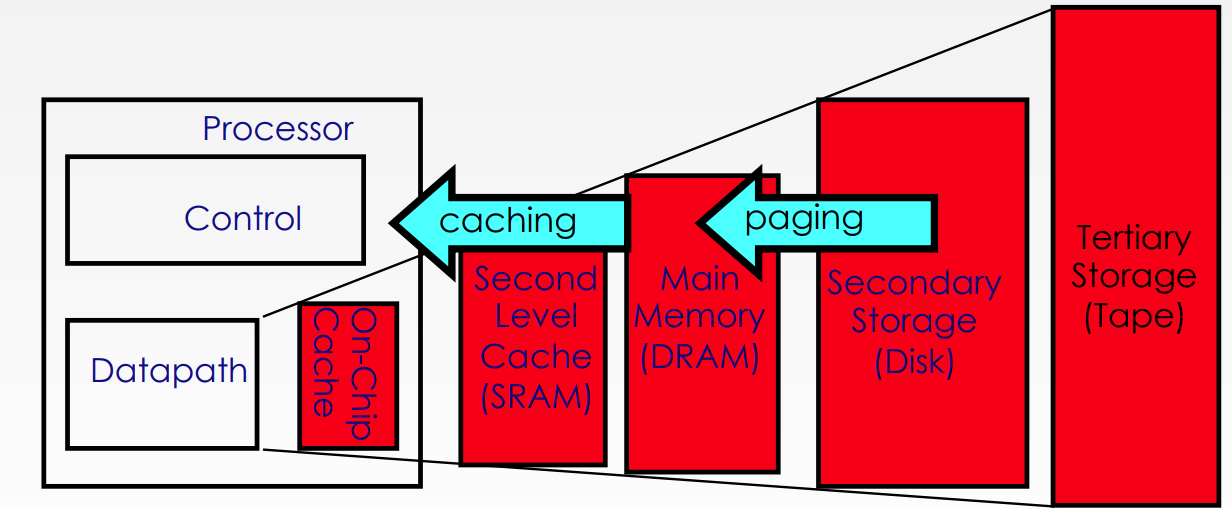 Processor
Control
Datapath
On-Chip
Cache
caching
Second
Level
Cache
(SRAM)
Main
Memory
(DRAM)
paging
Secondary
Storage
(Disk)
Tertiary
Storage
(Tape)